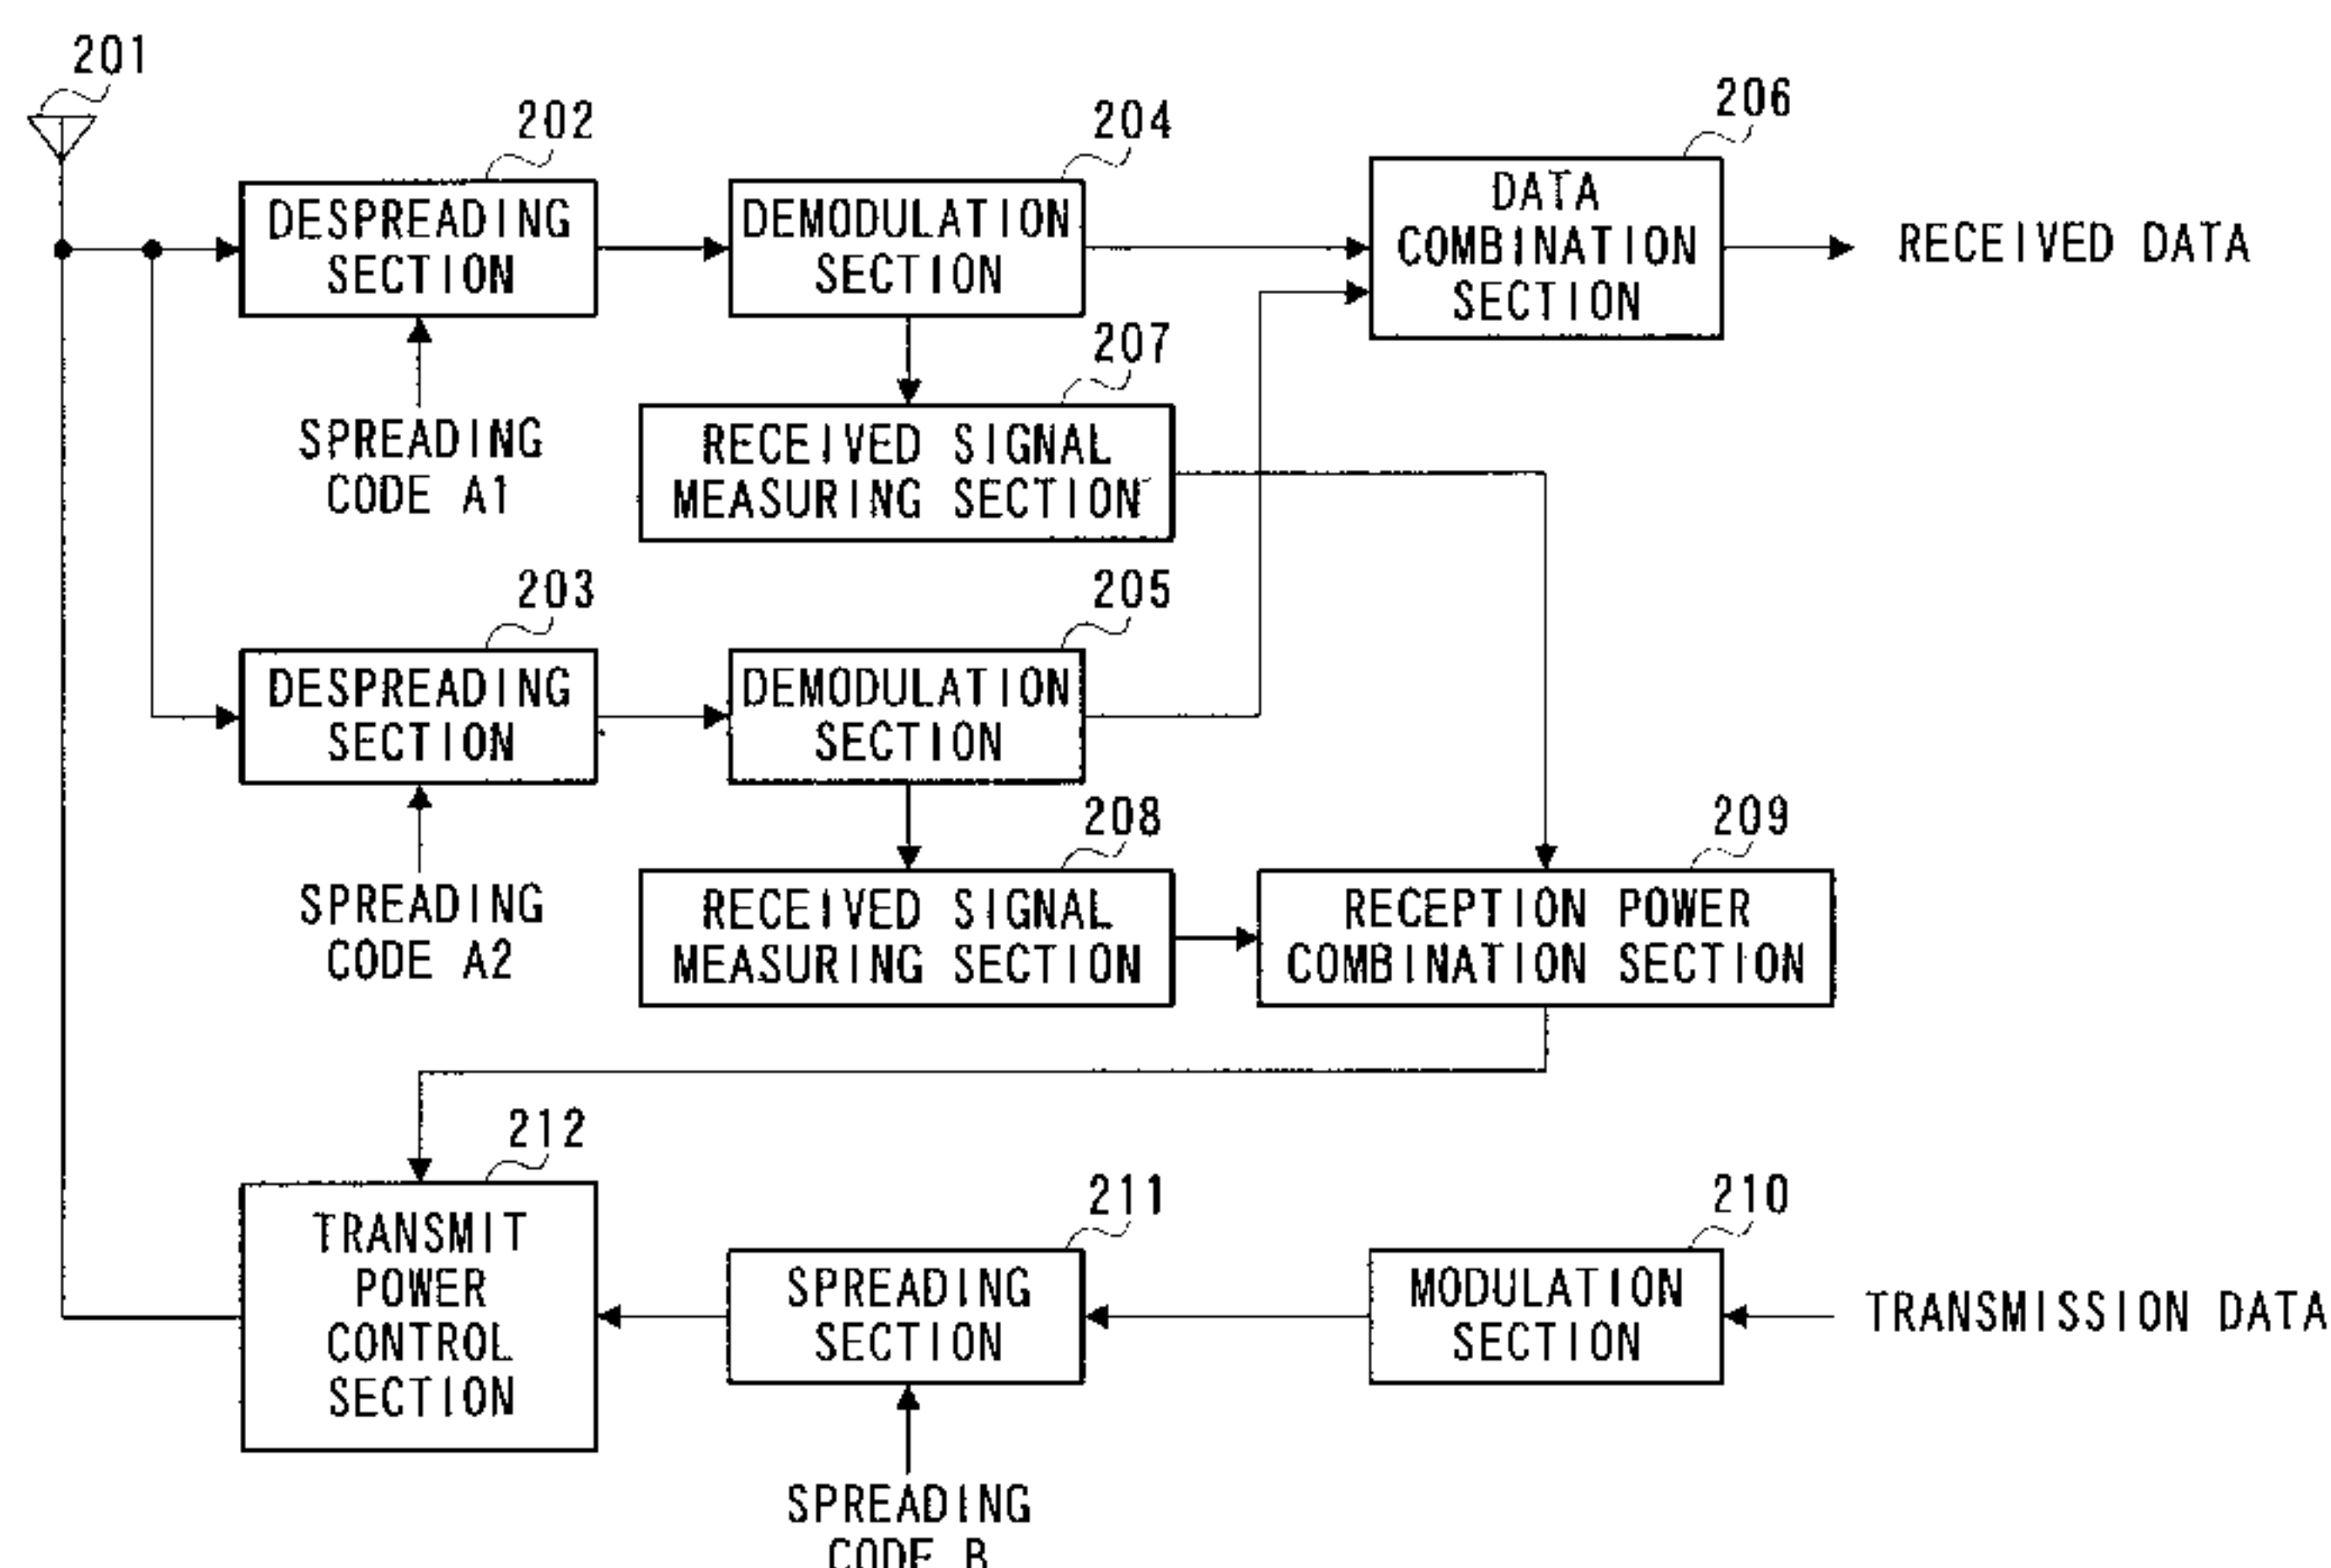 201
202
204
206
DESPREADING
SECTION
DEMODULATION
SECTION
DATA
COMBINATION
SECTION
RECEIVED DATA
SPREADING
CODE A1
207
RECEIVED SIGNAL
MEASURING SECTION
203
205
DESPREADING
SECTION
DEMODULATION
SECTION
SPREADING
CODE A2
208
209
RECEIVED SIGNAL
MEASURING SECTION
RECEPTION POWER
COMBINATION SECTION
212
211
210
TRANSMIT
POWER
CONTROL
SECTION
SPREADING
SECTION
MODULATION
SECTION
TRANSMISSION DATA
SPREADING
CODE B